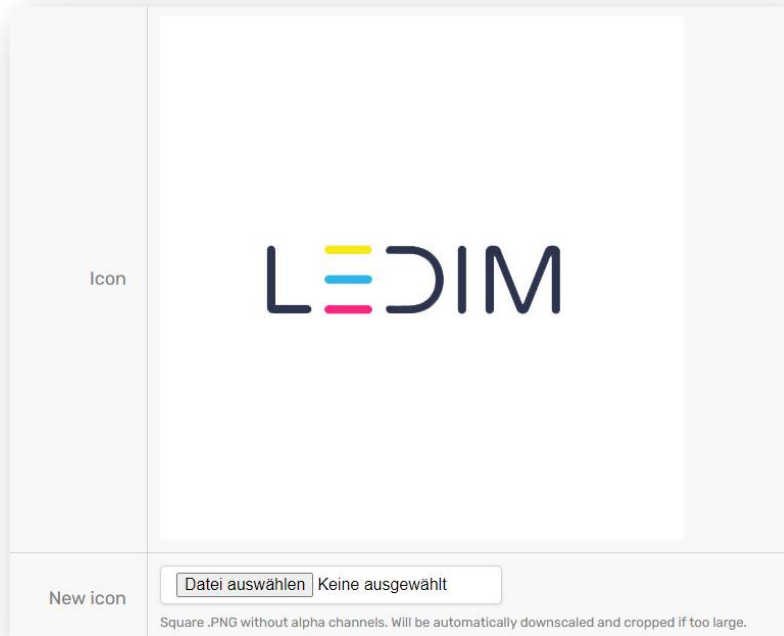 LEDIM
Icon
New icon
Datei auswählen Keine ausgewählt
Square .PNG without alpha channels. Will be automatically downscaled and cropped if too large.